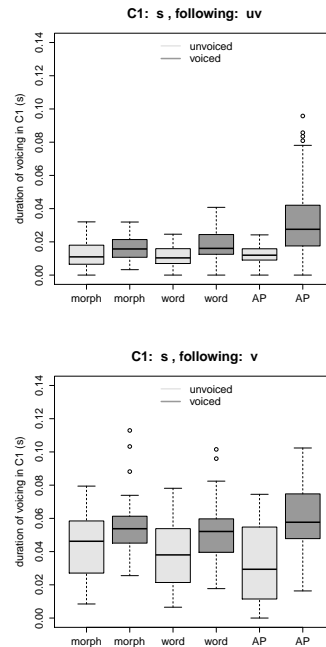 C1: s , following: uv
unvoiced
voiced
duration of voicing in C1 (s)
0.14
0.12
0.10
0.08
0.06
0.04
0.02
0.00
morph morph word word AP AP
C1: s , following: v
unvoiced
voiced
duration of voicing in C1 (s)
0.14
0.12
0.10
0.08
0.06
0.04
0.02
0.00
morph morph word word AP AP